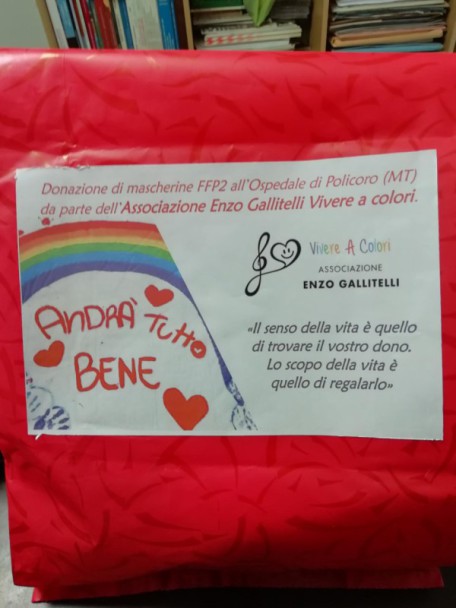 Donazione di mascherine FFP2 all'Ospedale di Policoro (MT)
da parte dell'Associazione Enzo Gallitelli Vivere a colori.
ANDRA' TUTTO
BENE
Vivere A Colori
ASSOCIAZIONE
ENZO GALLITELLI
«Il senso della vita è quello
di trovare il vostro dono.
Lo scopo della vita è
quello di regalarlo»